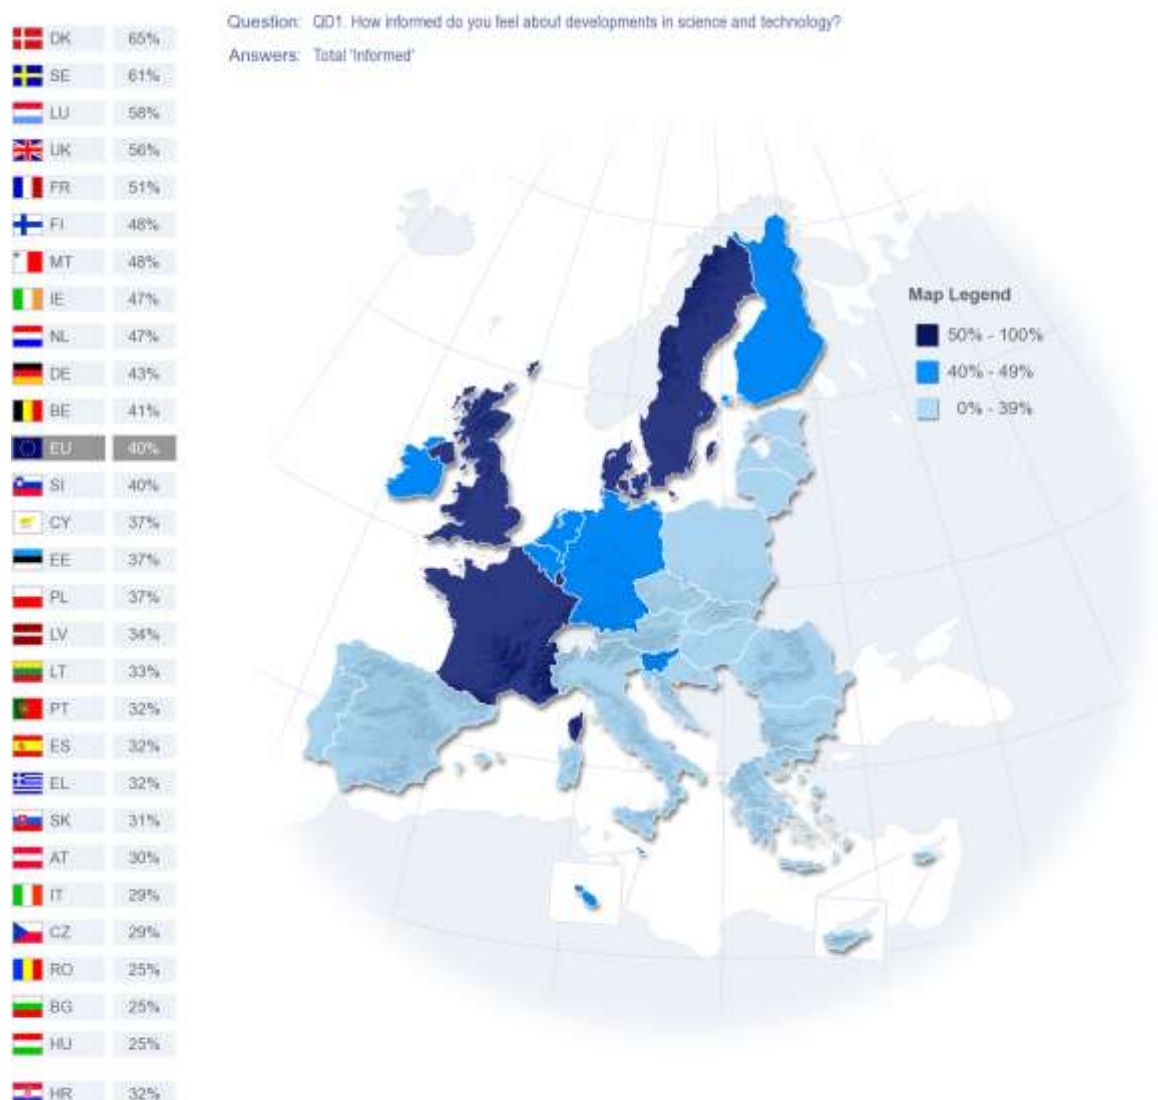 Question: QD1. How informed do you feel about developments in science and technology?
Answers: Total 'Informed'
DK 65%
SE 61%
LU 58%
UK 56%
FR 51%
FI 48%
MT 48%
IE 47%
NL 47%
DE 43%
BE 41%
EU 40%
SI 40%
CY 37%
EE 37%
PL 37%
LV 34%
LT 33%
PT 32%
ES 32%
EL 32%
SK 31%
AT 30%
IT 29%
CZ 29%
RO 25%
BG 25%
HU 25%
HR 32%
Map Legend
50% - 100%
40% - 49%
0% - 39%